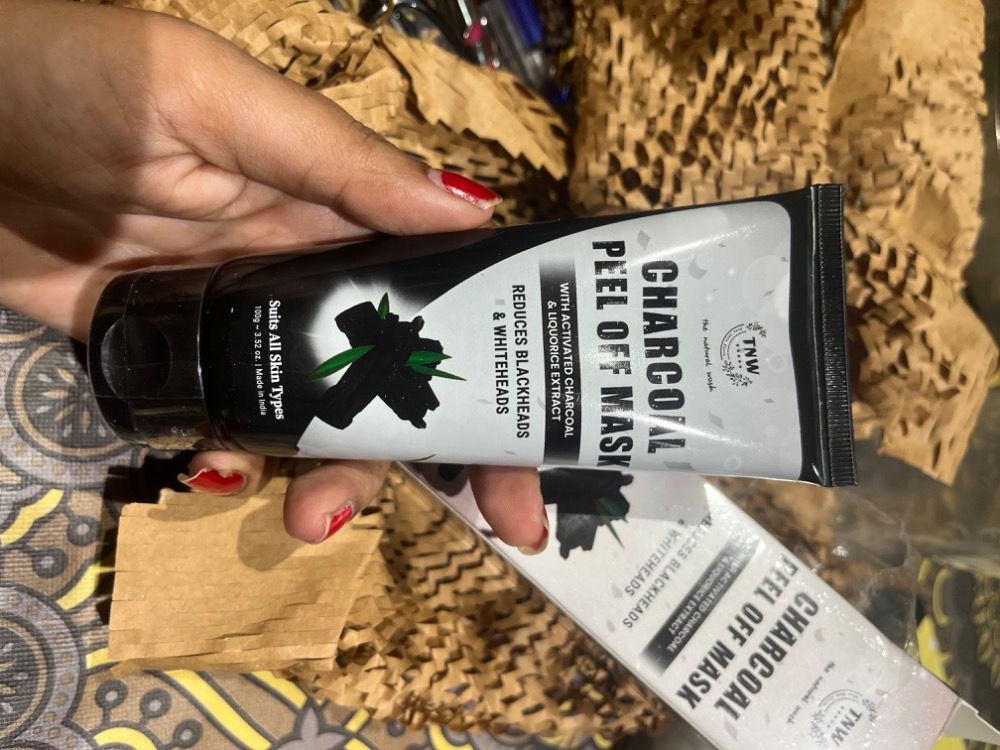 TNW
the natural wash
CHARCOAL
PEEL OFF MASK
WITH ACTIVATED CHARCOAL
& LIQUORICE EXTRACT
REDUCES BLACKHEADS
& WHITEHEADS
Suits All Skin Types
100g ~ 3.52 oz. | Made in India
TNW
the natural wash
CHARCOAL
PEEL OFF MASK
ACTIVATED CHARCOAL
& LIQUORICE EXTRACT
BLACKHEADS
& WHITEHEADS